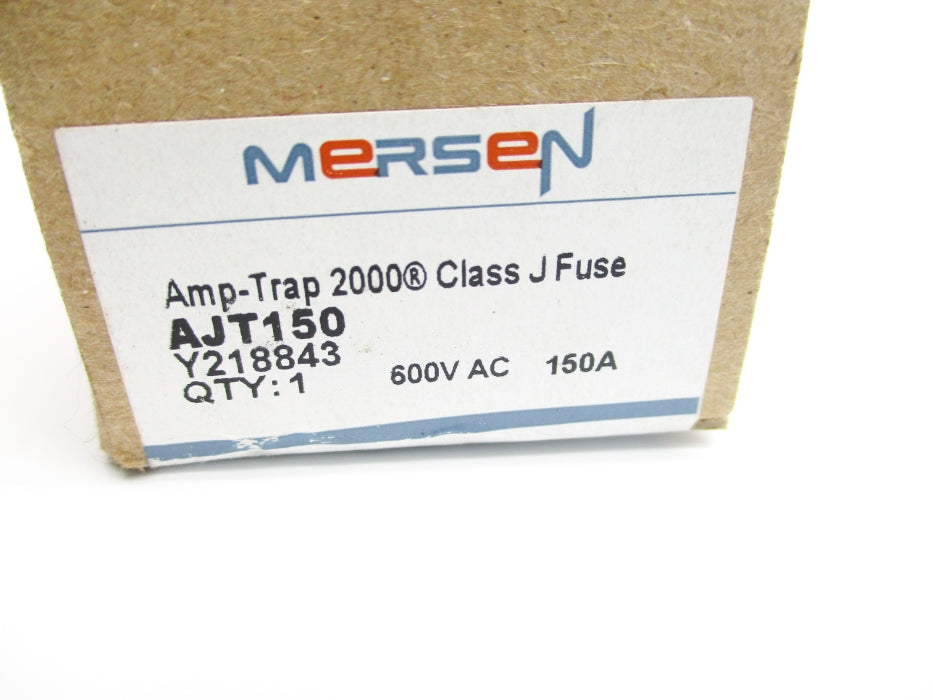 MERSEN
Amp-Trap 2000® Class J Fuse
AJT150
Y218843
QTY: 1 600V AC 150A